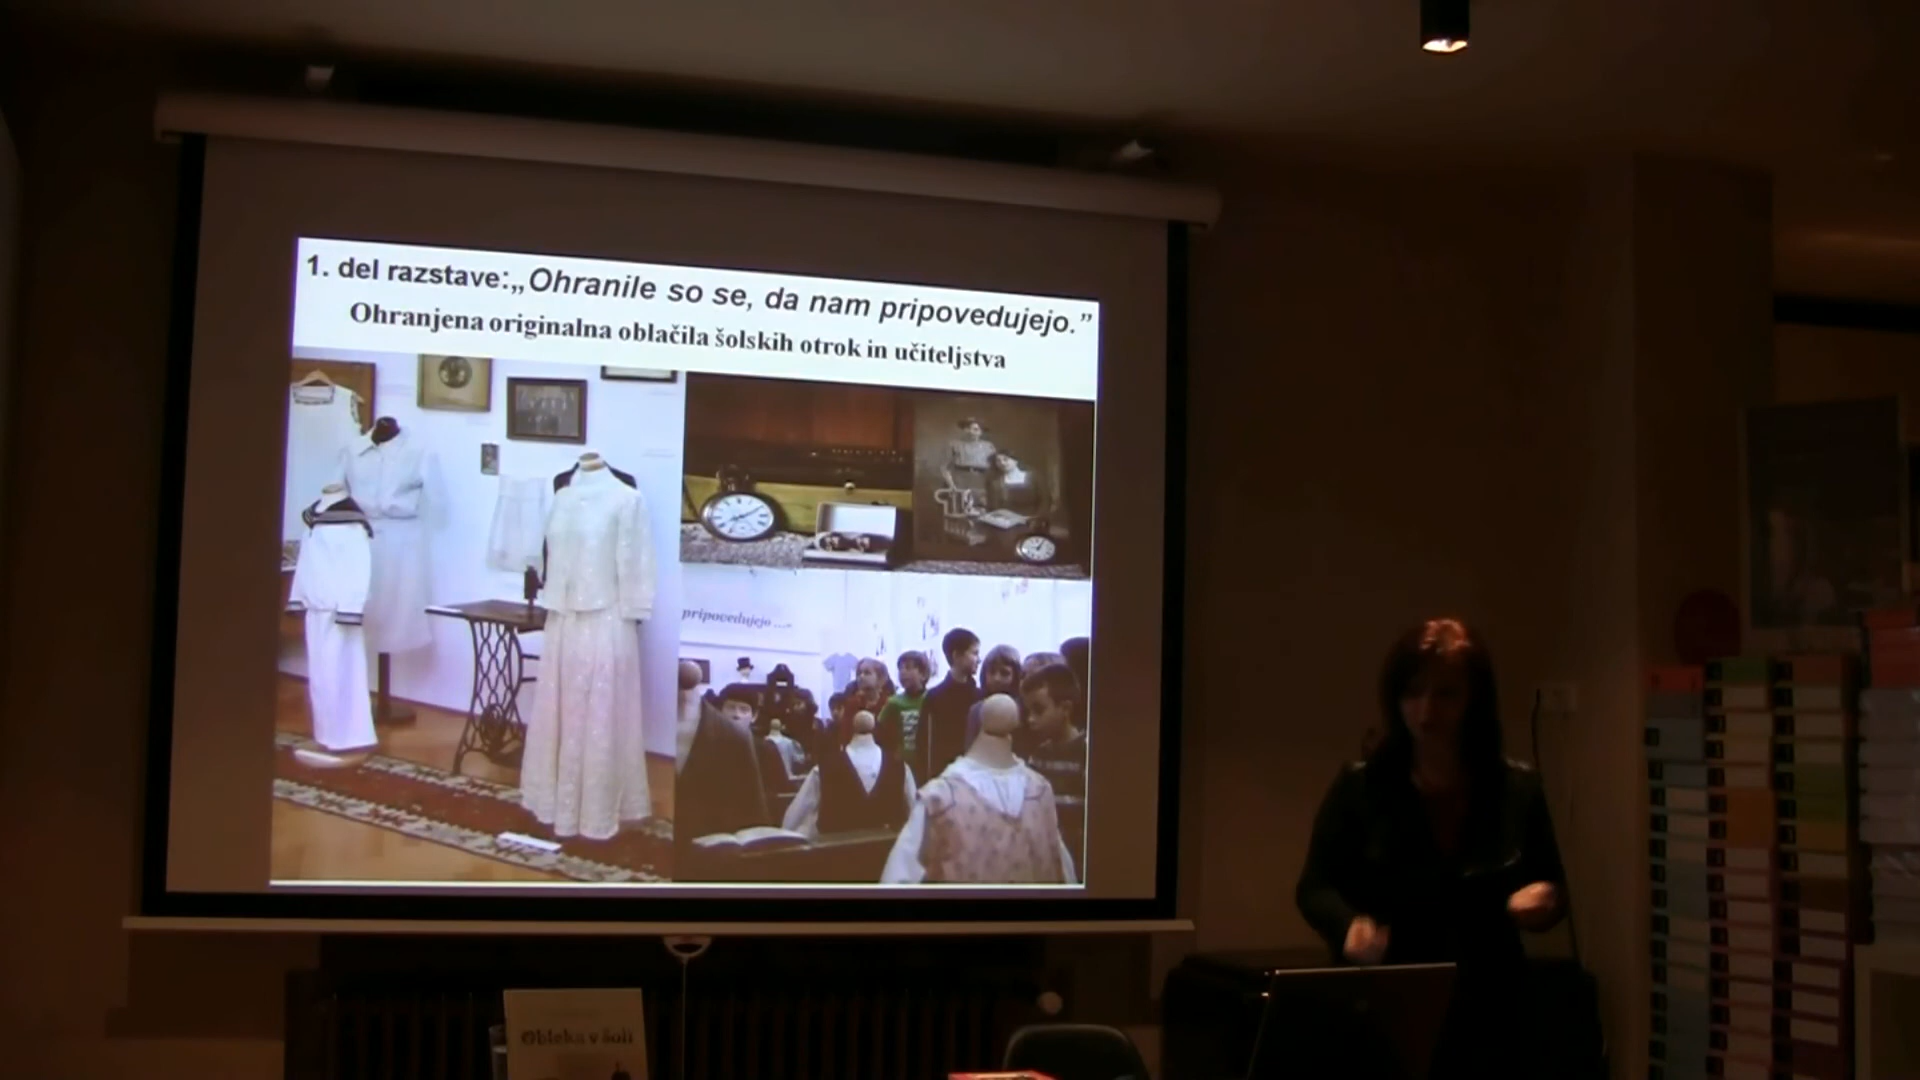 1. del razstave:„Ohranile so se, da nam pripovedujejo.”
Ohranjena originalna oblačila šolskih otrok in učiteljstva
pripovedujejo ..."
Obleka v šoli